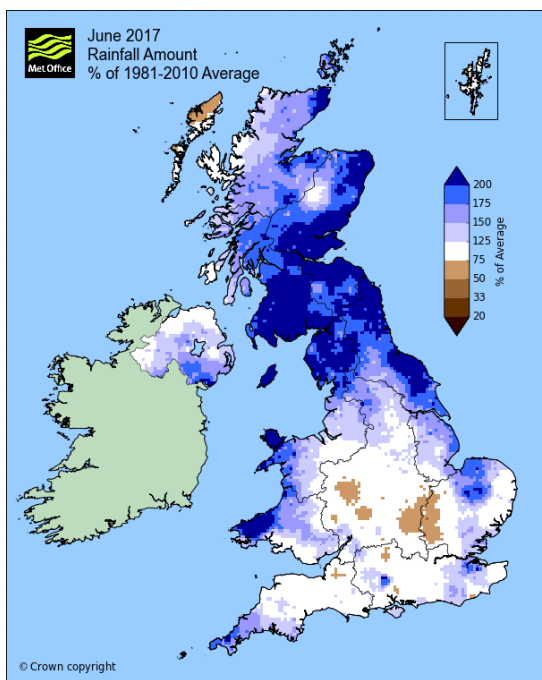 June 2017
Rainfall Amount
% of 1981-2010 Average
Met Office
200
175
150
125
75
50
33
20
% of Average
© Crown copyright